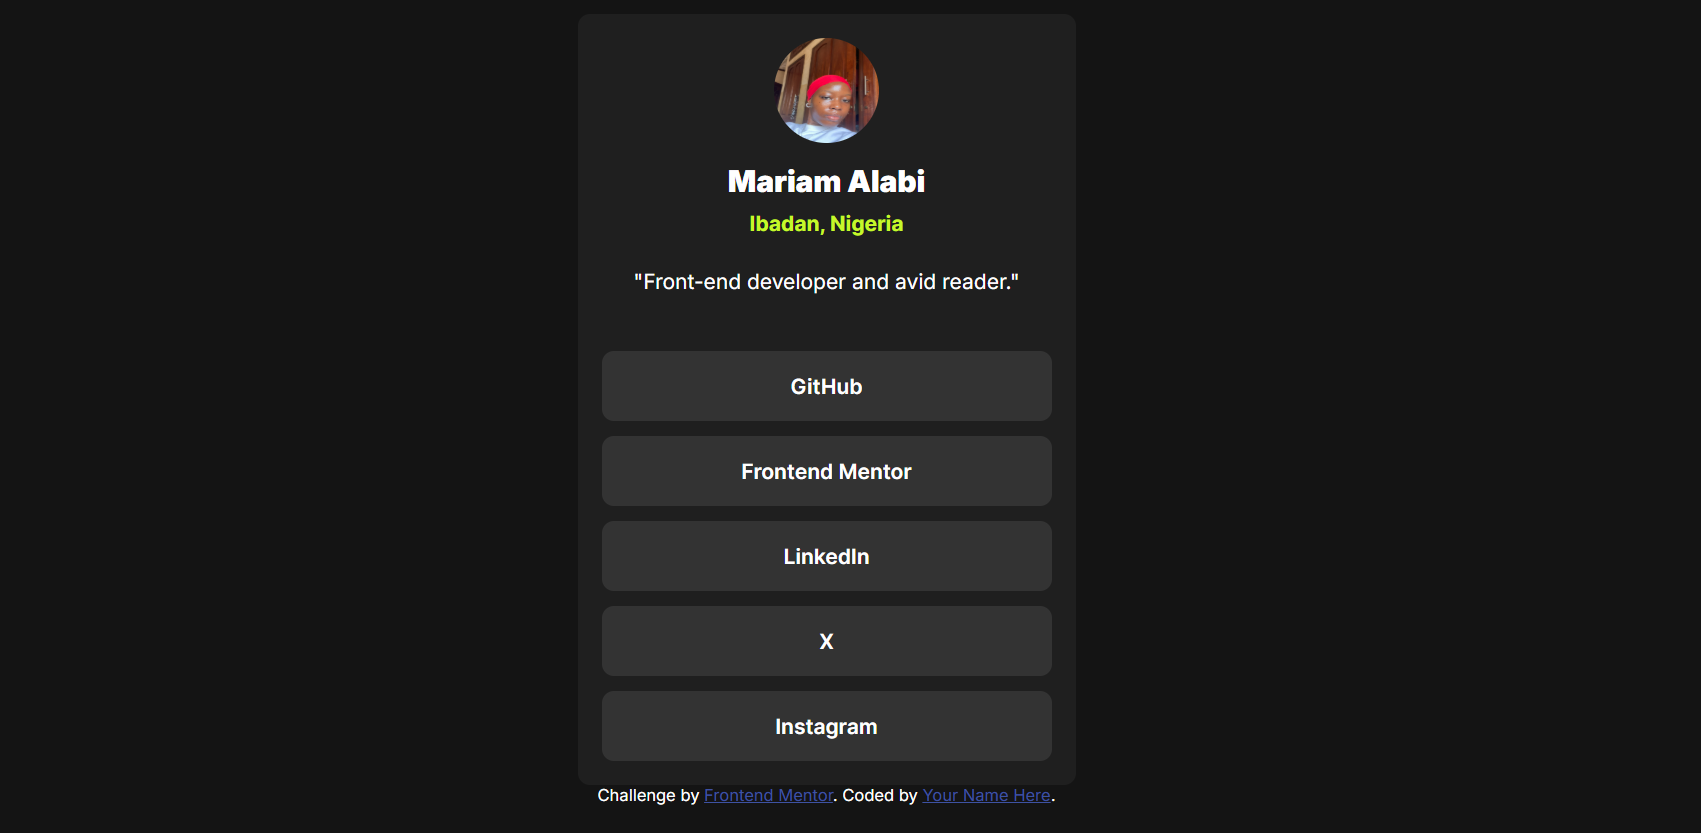 Mariam Alabi
Ibadan, Nigeria
"Front-end developer and avid reader."
GitHub
Frontend Mentor
LinkedIn
X
Instagram
Challenge by Frontend Mentor. Coded by Your Name Here.